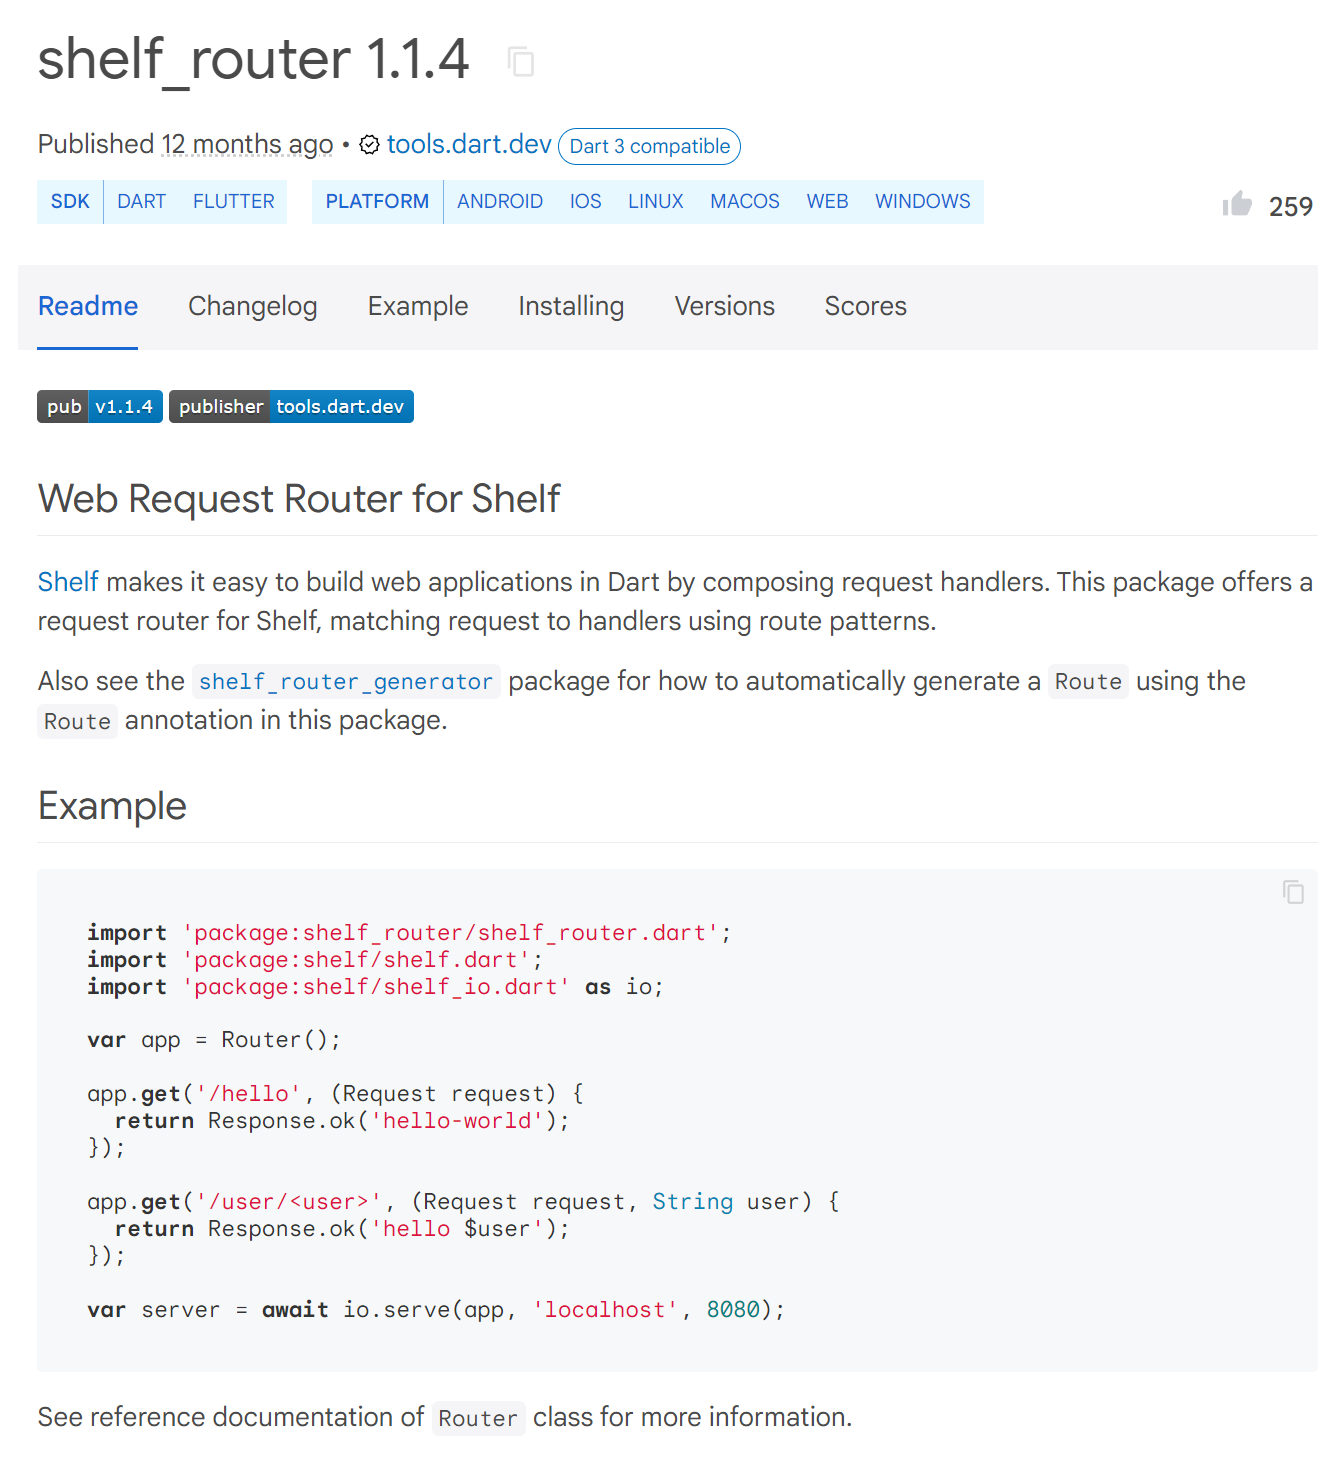 shelf_router 1.1.4
Published 12 months ago • tools.dart.dev Dart 3 compatible
SDK DART FLUTTER PLATFORM ANDROID IOS LINUX MACOS WEB WINDOWS 259
Readme Changelog Example Installing Versions Scores
pub v1.1.4 publisher tools.dart.dev
Web Request Router for Shelf
Shelf makes it easy to build web applications in Dart by composing request handlers. This package offers a
request router for Shelf, matching request to handlers using route patterns.
Also see the shelf_router_generator package for how to automatically generate a Route using the
Route annotation in this package.
Example
import 'package:shelf_router/shelf_router.dart';
import 'package:shelf/shelf.dart';
import 'package:shelf/shelf_io.dart' as io;
var app = Router();
app.get('/hello', (Request request) {
  return Response.ok('hello-world');
});
app.get('/user/<user>', (Request request, String user) {
  return Response.ok('hello $user');
});
var server = await io.serve(app, 'localhost', 8080);
See reference documentation of Router class for more information.